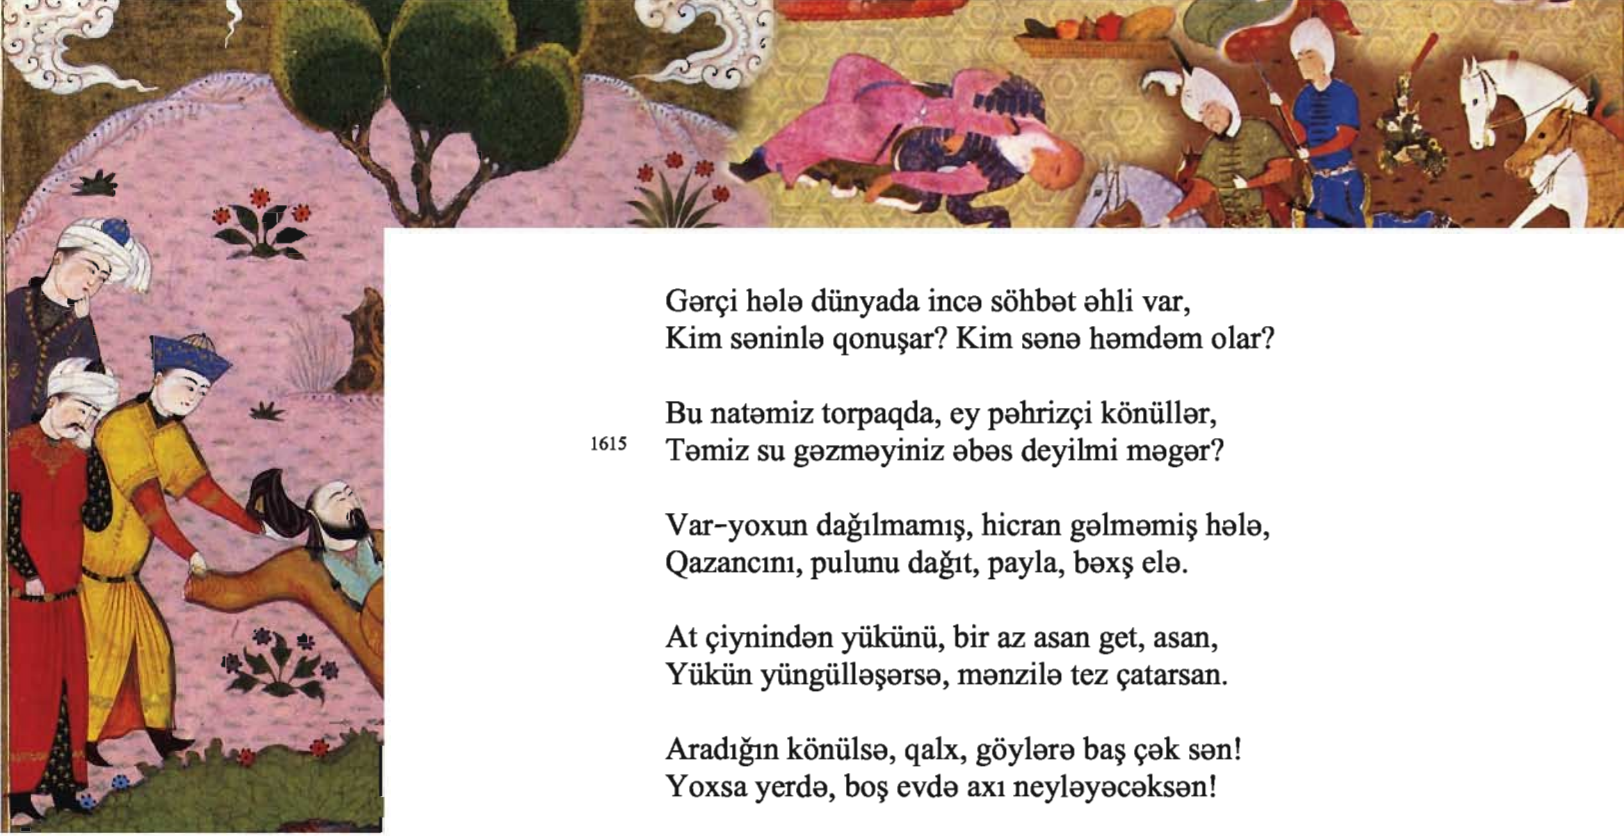 Gərçi hələ dünyada incə söhbət əhli var,
Kim səninlə qonuşar? Kim sənə həmdəm olar?
Bu natəmiz torpaqda, ey pəhrizçi könüllər,
1615 Təmiz su gəzməyiniz əbəs deyilmi məgər?
Var-yoxun dağılmamış, hicran gəlməmiş hələ,
Qazancını, pulunu dağıt, payla, bəxş elə.
At çiynindən yükünü, bir az asan get, asan,
Yükün yüngülləşərsə, mənzilə tez çatarsan.
Aradığın könülsə, qalx, göylərə baş çək sən!
Yoxsa yerdə, boş evdə axı neyləyəcəksən!